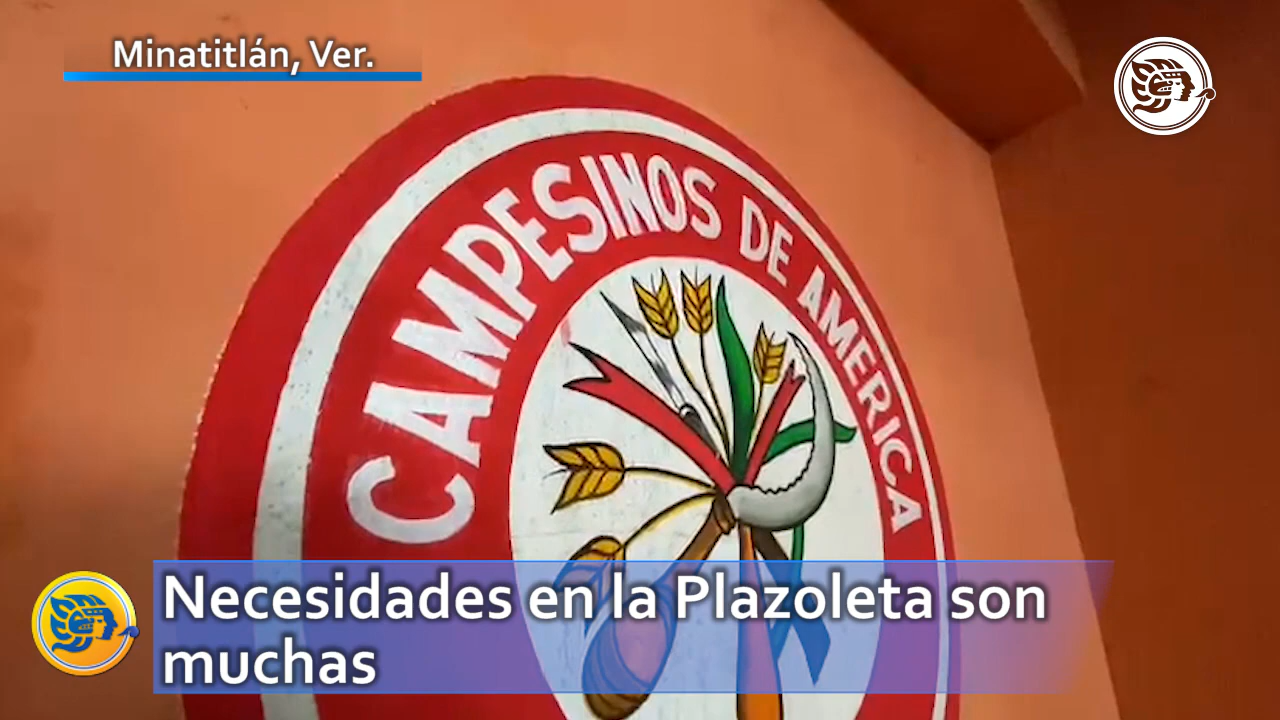 Minatitlán, Ver.
CAMPESINOS DE AMERICA
Necesidades en la Plazoleta son
muchas